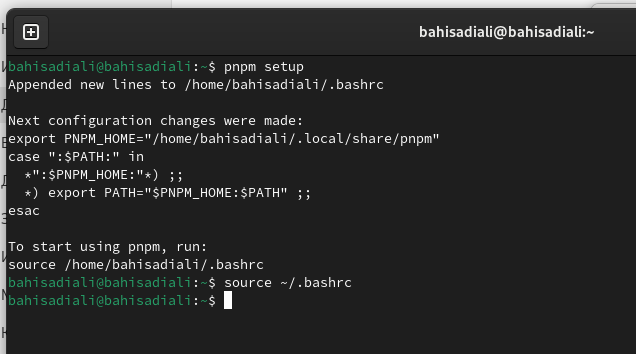 bahisadiali@bahisadiali:~
bahisadiali@bahisadiali:~$ pnpm setup
Appended new lines to /home/bahisadiali/.bashrc

Next configuration changes were made:
export PNPM_HOME="/home/bahisadiali/.local/share/pnpm"
case ":$PATH:" in
  *":$PNPM_HOME:"*) ;;
  *) export PATH="$PNPM_HOME:$PATH" ;;
esac

To start using pnpm, run:
source /home/bahisadiali/.bashrc
bahisadiali@bahisadiali:~$ source ~/.bashrc
bahisadiali@bahisadiali:~$